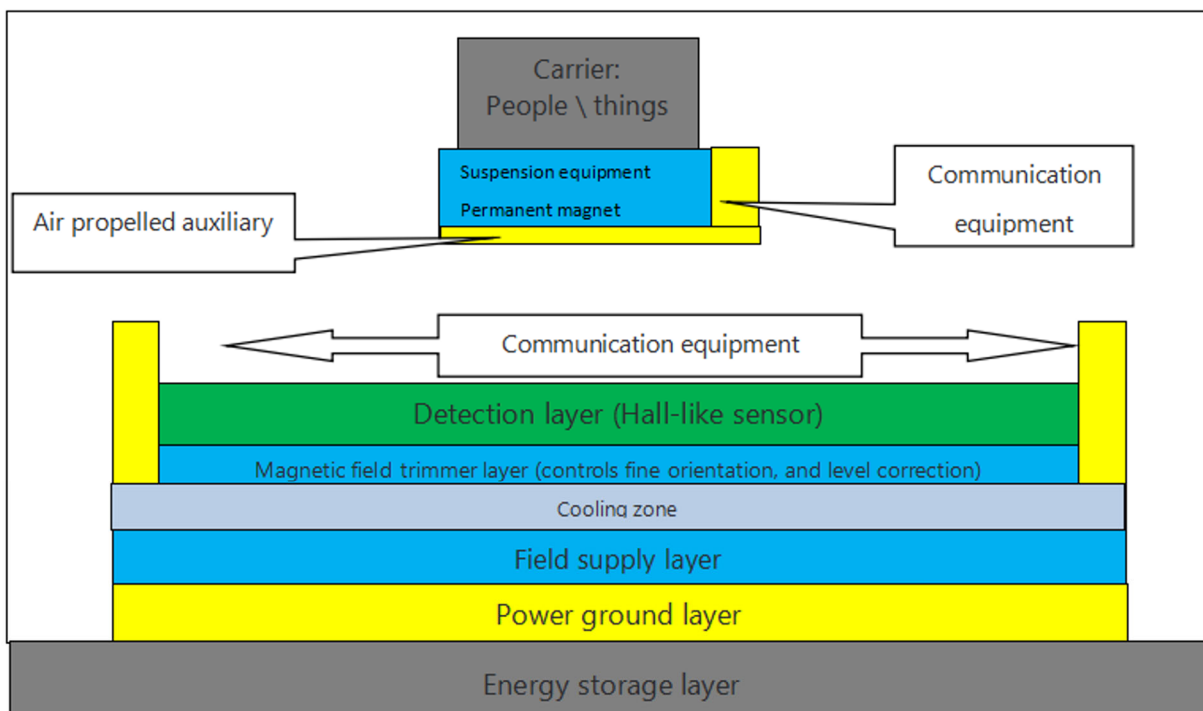 Carrier:
People \ things
Suspension equipment
Permanent magnet
Communication
equipment
Air propelled auxiliary
Communication equipment
Detection layer (Hall-like sensor)
Magnetic field trimmer layer (controls fine orientation, and level correction)
Cooling zone
Field supply layer
Power ground layer
Energy storage layer